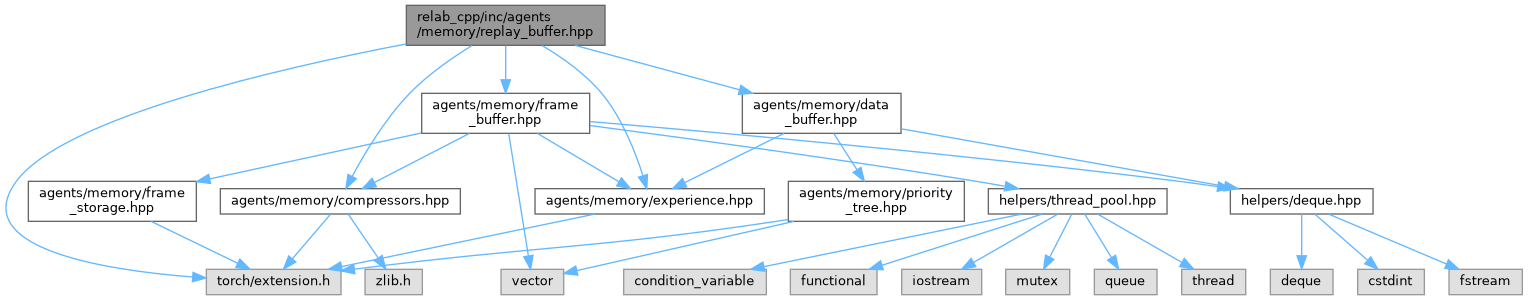 relab_cpp/inc/agents
/memory/replay_buffer.hpp
agents/memory/frame
_buffer.hpp
agents/memory/data
_buffer.hpp
agents/memory/frame
_storage.hpp
agents/memory/compressors.hpp
agents/memory/experience.hpp
agents/memory/priority
_tree.hpp
helpers/thread_pool.hpp
helpers/deque.hpp
torch/extension.h
zlib.h
vector
condition_variable
functional
iostream
mutex
queue
thread
deque
cstdint
fstream